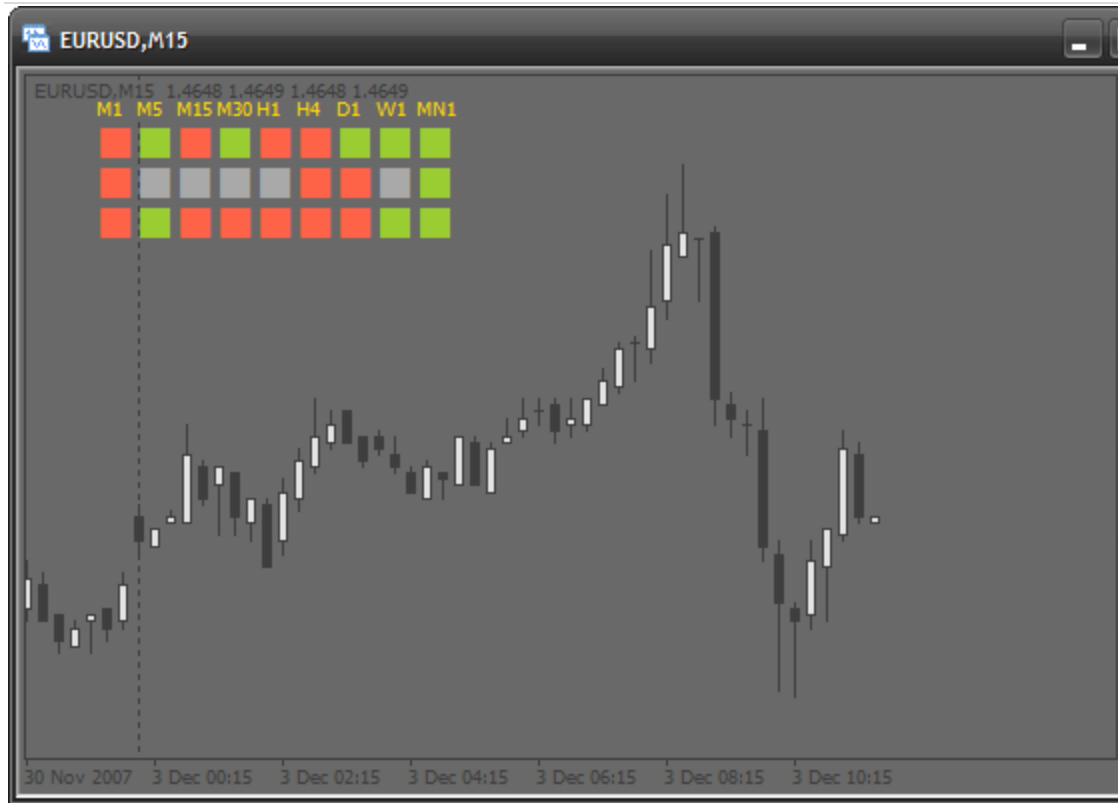 EURUSD,M15
EURUSD,M15 1.4648 1.4649 1.4648 1.4649
M1 M5 M15 M30 H1 H4 D1 W1 MN1
30 Nov 2007 3 Dec 00:15 3 Dec 02:15 3 Dec 04:15 3 Dec 06:15 3 Dec 08:15 3 Dec 10:15